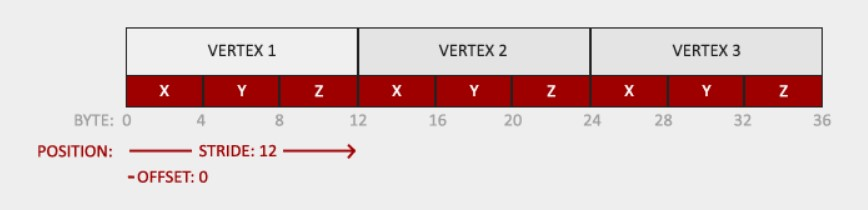 VERTEX 1 VERTEX 2 VERTEX 3
X Y Z X Y Z X Y Z
BYTE: 0 4 8 12 16 20 24 28 32 36
POSITION: STRIDE: 12
-OFFSET: 0